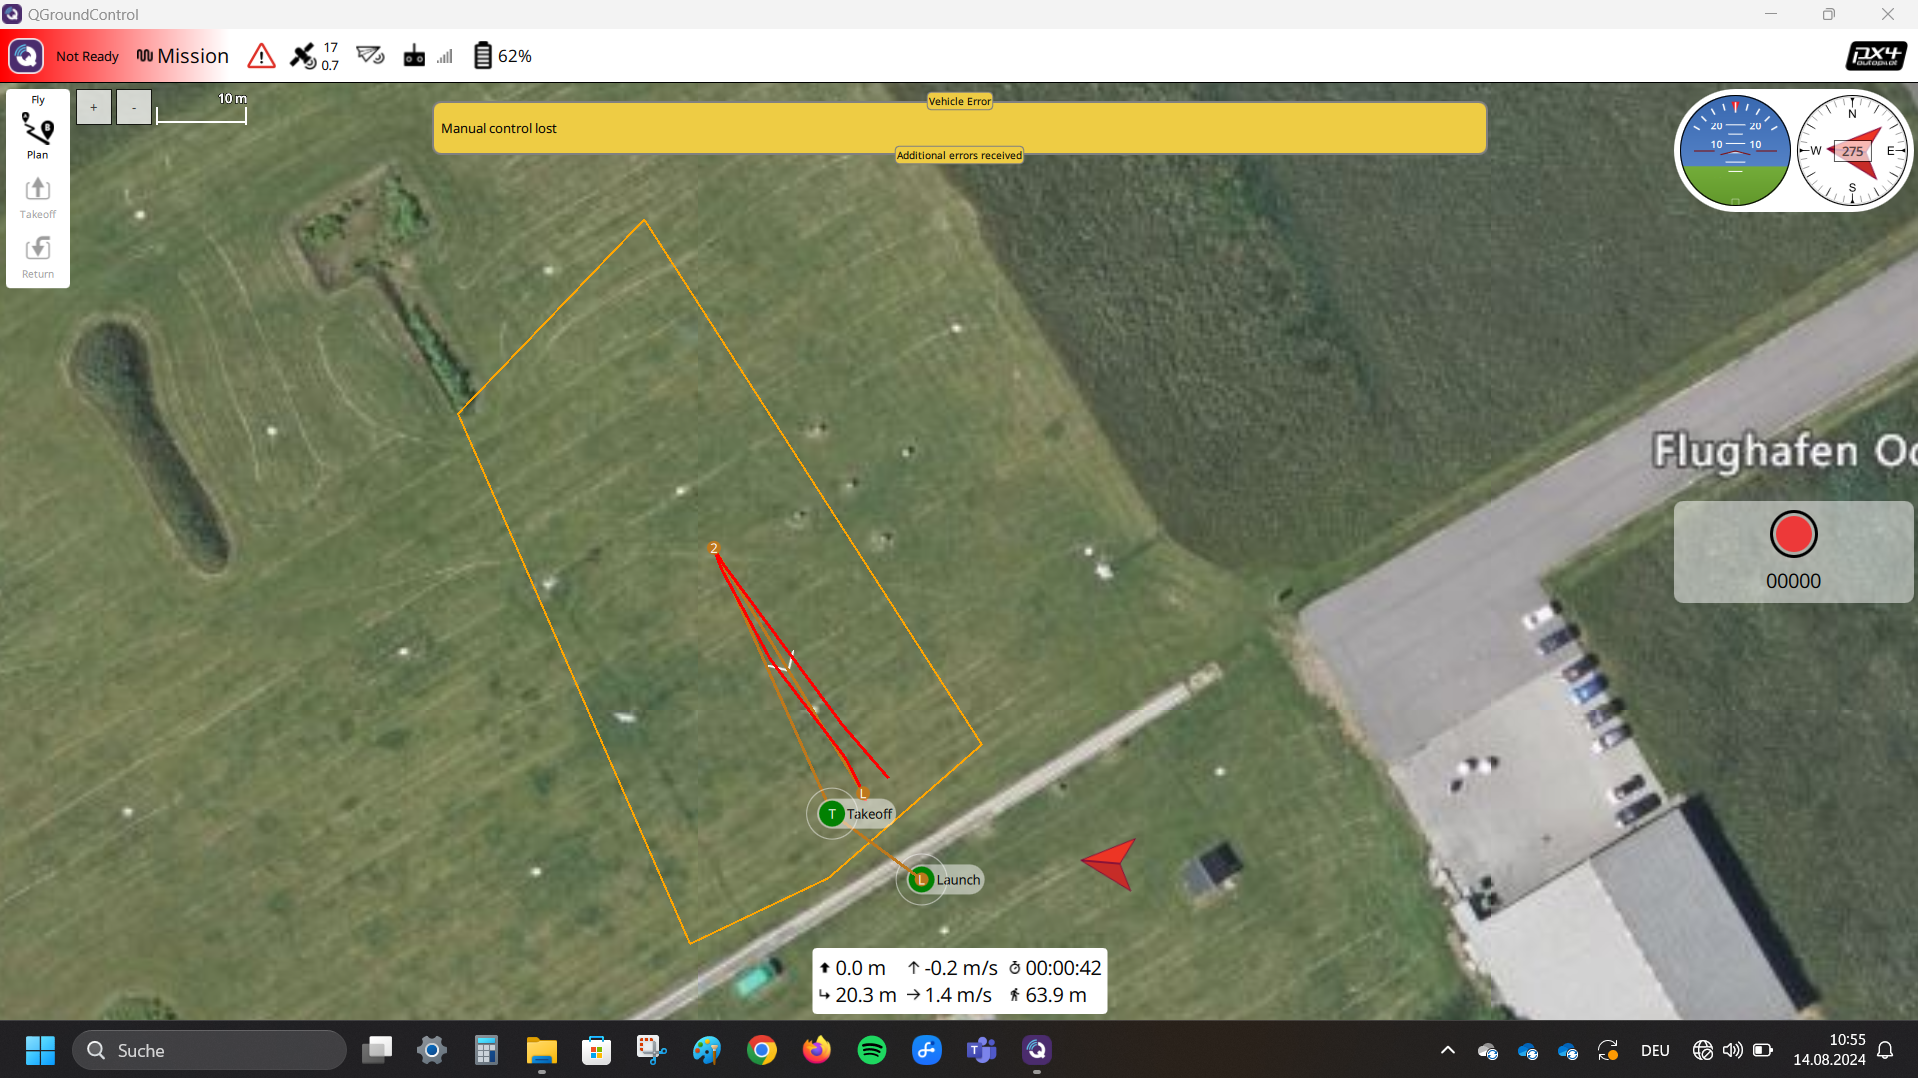 QGroundControl
Not Ready
Mission
17
0.7
62%
px4
autopilot
Fly
Plan
Takeoff
Return
+
-
10 m
Vehicle Error
Manual control lost
Additional errors received
20 20
10 10
N
W 275 E
S
Flughafen Oc
00000
2
L
T Takeoff
L Launch
0.0 m -0.2 m/s 00:00:42
20.3 m 1.4 m/s 63.9 m
Suche
DEU
10:55
14.08.2024